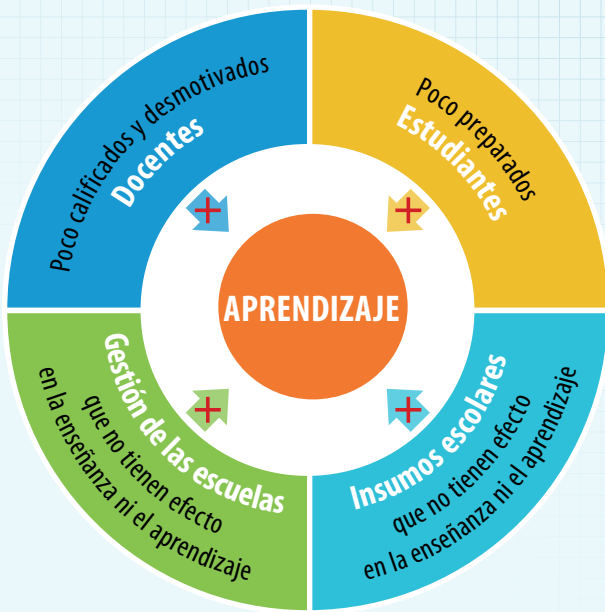 Poco calificados y desmotivados
Docentes
Poco preparados
Estudiantes
APRENDIZAJE
Gestión de las escuelas
que no tienen efecto
en la enseñanza ni el aprendizaje
Insumos escolares
que no tienen efecto
en la enseñanza ni el aprendizaje